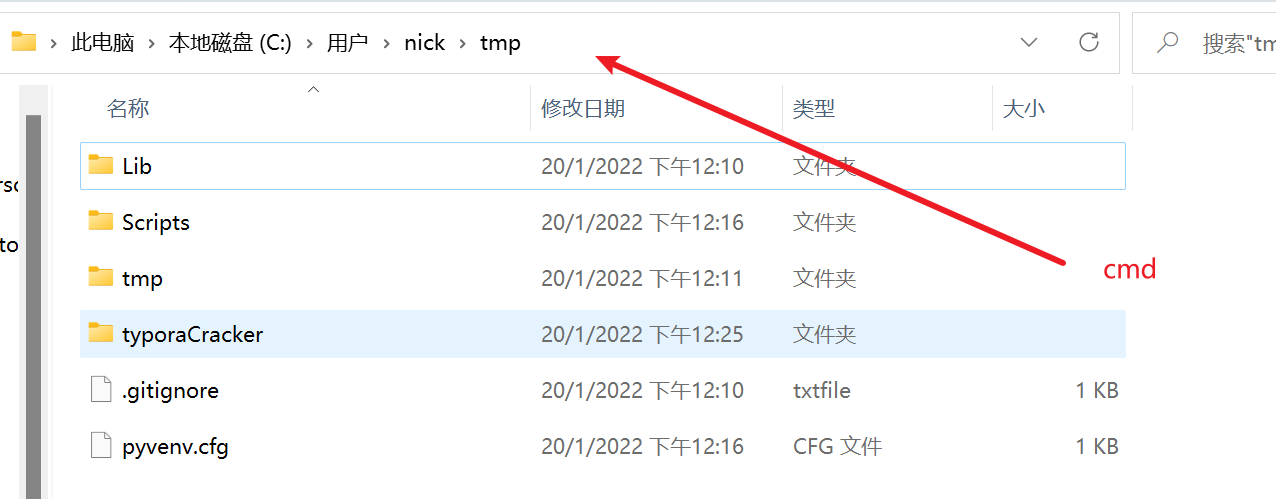 此电脑 › 本地磁盘 (C:) › 用户 › nick › tmp 搜索"tm
名称 修改日期 类型 大小
Lib 20/1/2022 下午12:10 文件夹
Scripts 20/1/2022 下午12:16 文件夹
tmp 20/1/2022 下午12:11 文件夹
cmd
typoraCracker 20/1/2022 下午12:25 文件夹
.gitignore 20/1/2022 下午12:10 txtfile 1 KB
pyvenv.cfg 20/1/2022 下午12:16 CFG 文件 1 KB